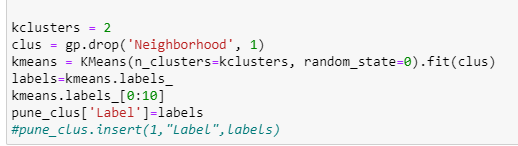 kclusters = 2
clus = gp.drop('Neighborhood', 1)
kmeans = KMeans(n_clusters=kclusters, random_state=0).fit(clus)
labels=kmeans.labels_
kmeans.labels_[0:10]
pune_clus['Label']=labels
#pune_clus.insert(1,"Label",labels)